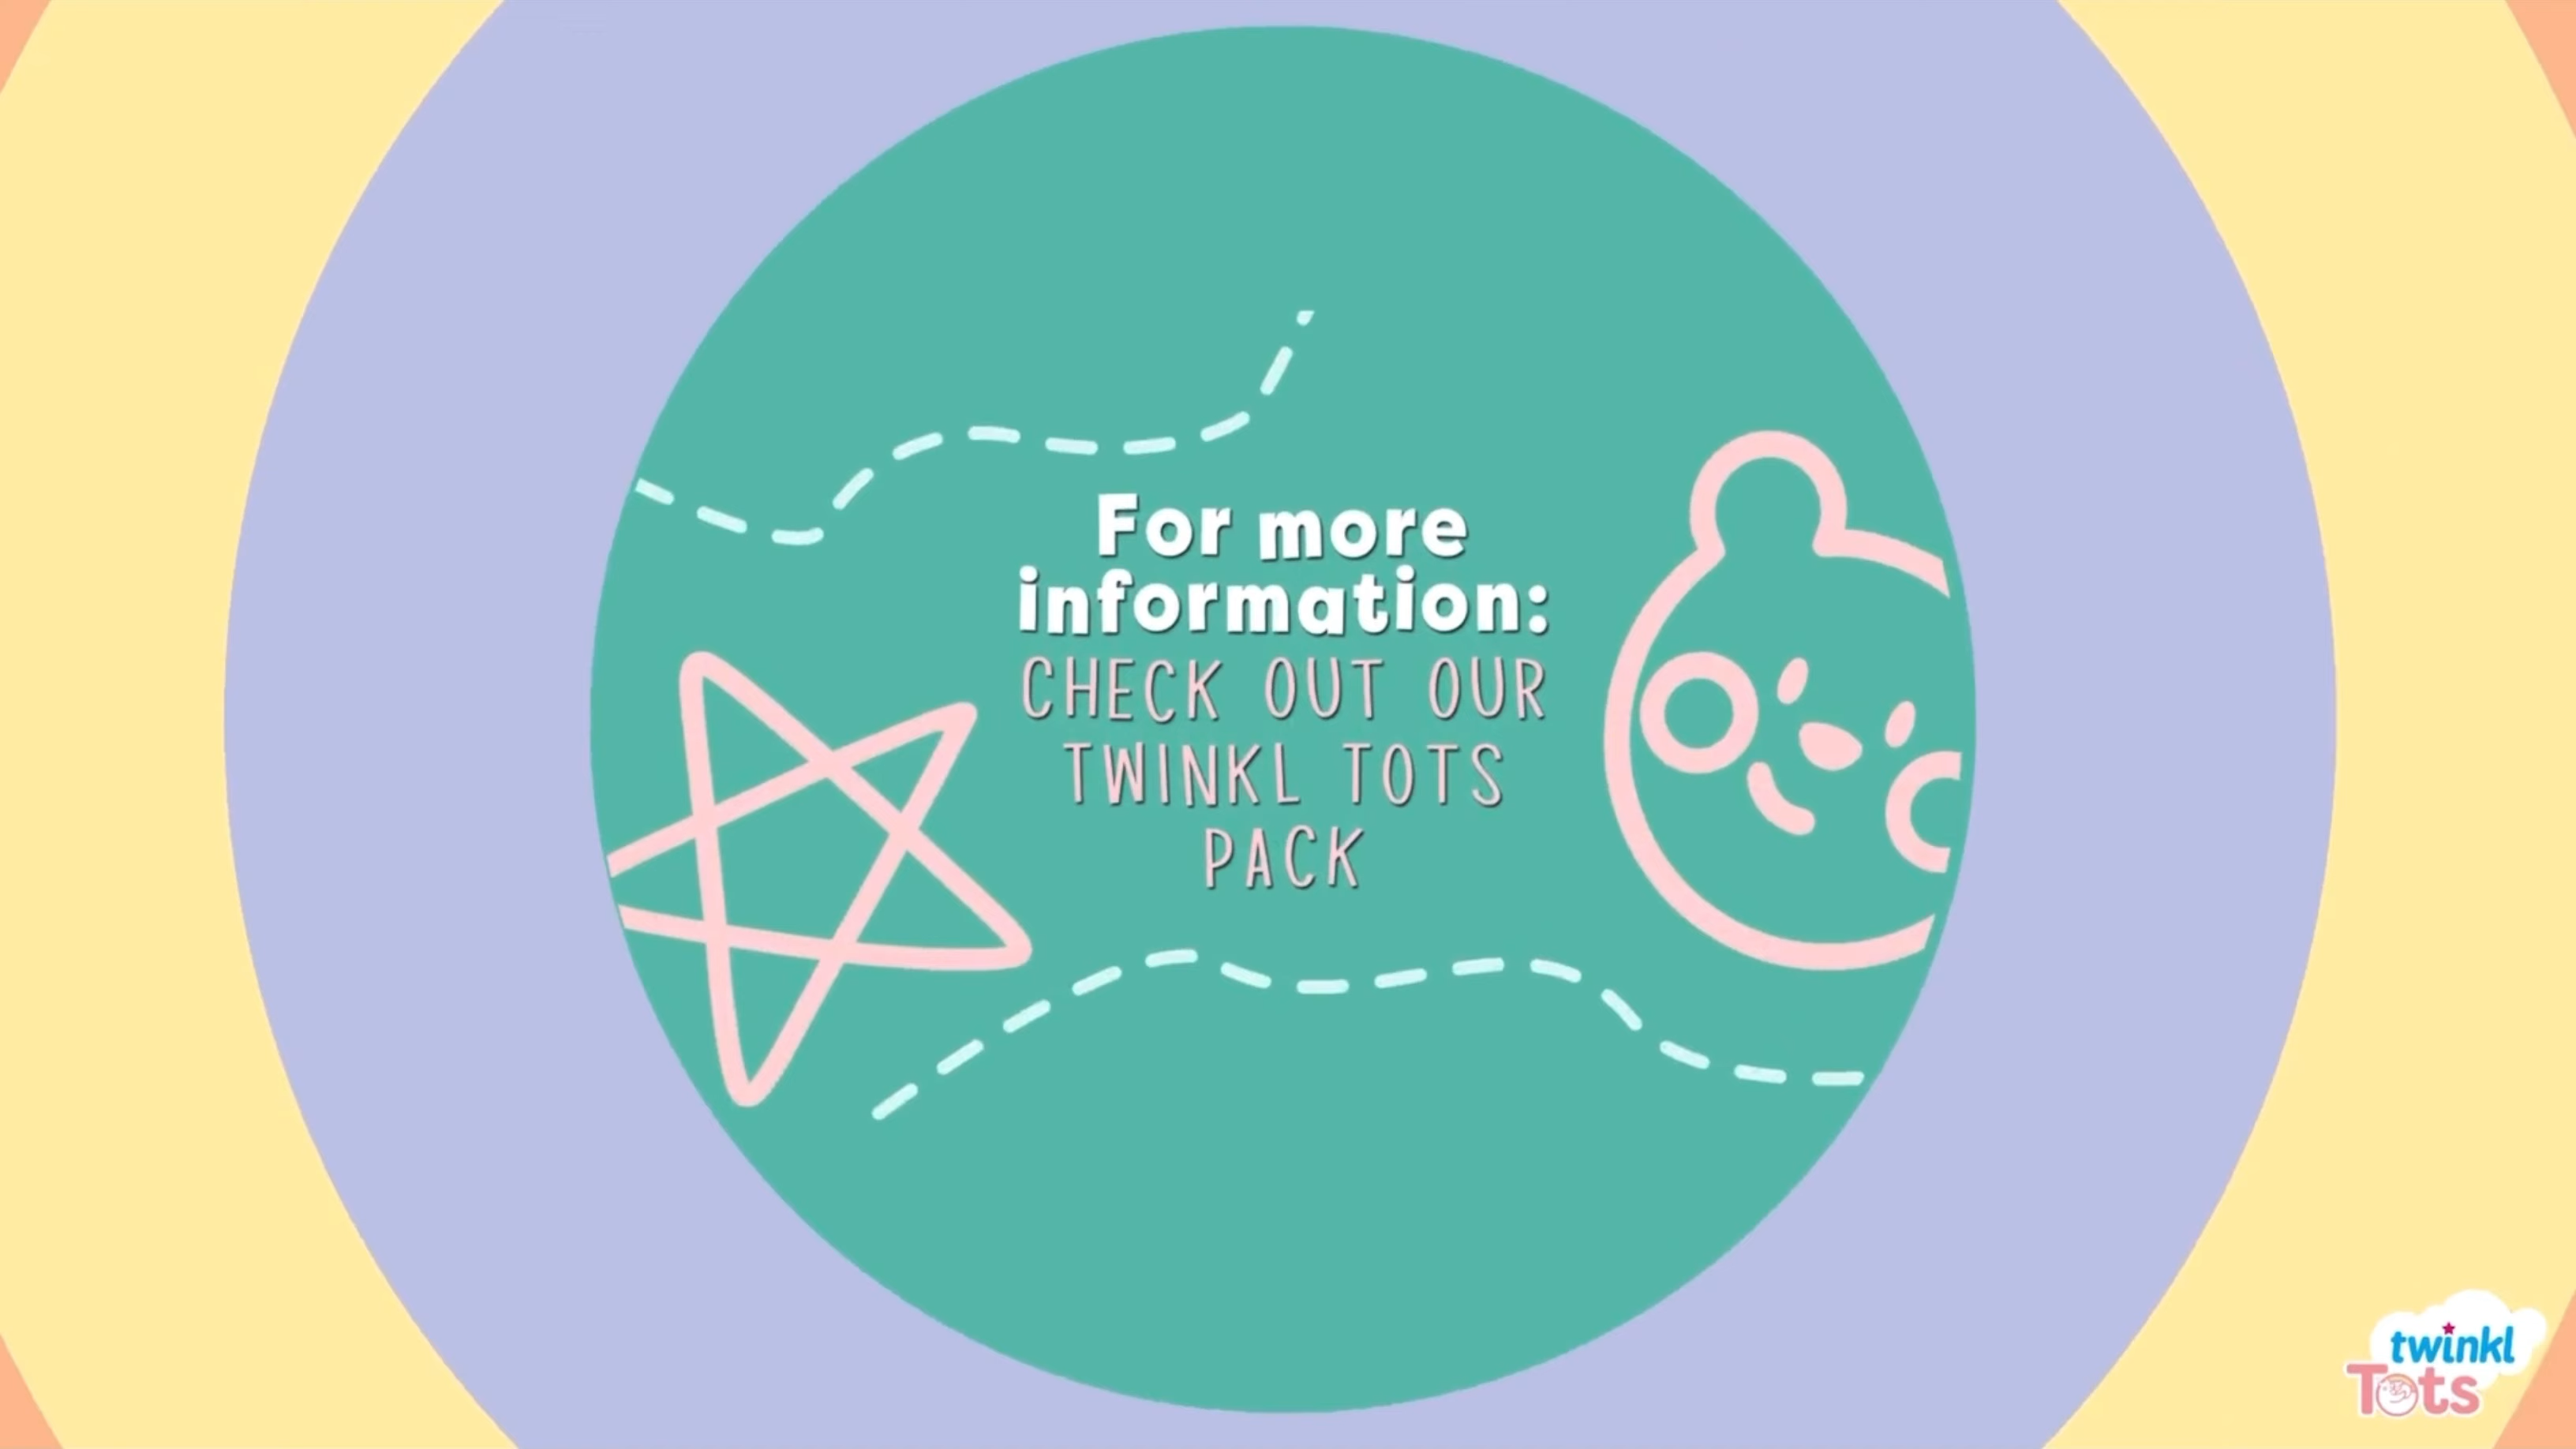 For more
information:
CHECK OUT OUR
TWINKL TOTS
PACK
twinkl
Tots